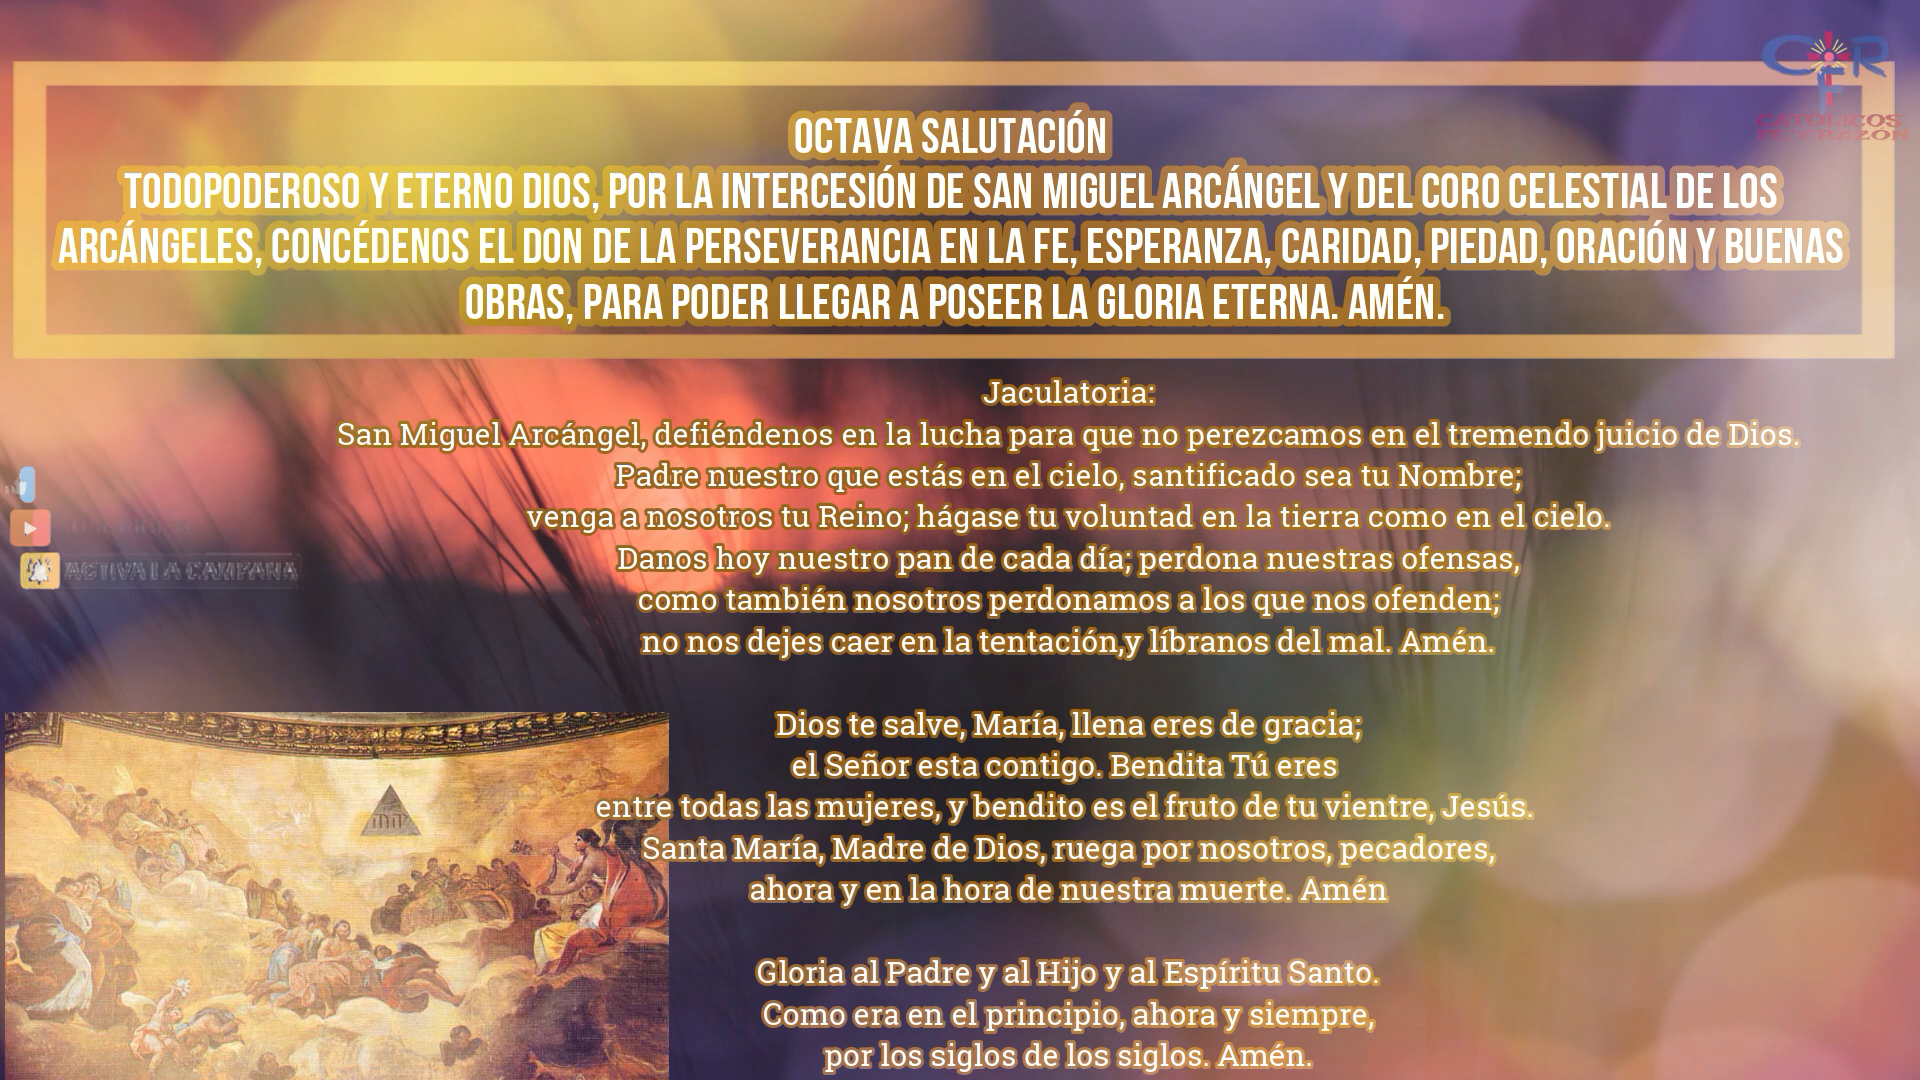 CFR
CATÓLICOS
FE Y RAZÓN
OCTAVA SALUTACIÓN
TODOPODEROSO Y ETERNO DIOS, POR LA INTERCESIÓN DE SAN MIGUEL ARCÁNGEL Y DEL CORO CELESTIAL DE LOS
ARCÁNGELES, CONCÉDENOS EL DON DE LA PERSEVERANCIA EN LA FE, ESPERANZA, CARIDAD, PIEDAD, ORACIÓN Y BUENAS
OBRAS, PARA PODER LLEGAR A POSEER LA GLORIA ETERNA. AMÉN.
Jaculatoria:
San Miguel Arcángel, defiéndenos en la lucha para que no perezcamos en el tremendo juicio de Dios.
Padre nuestro que estás en el cielo, santificado sea tu Nombre;
venga a nosotros tu Reino; hágase tu voluntad en la tierra como en el cielo.
Danos hoy nuestro pan de cada día; perdona nuestras ofensas,
como también nosotros perdonamos a los que nos ofenden;
no nos dejes caer en la tentación,y líbranos del mal. Amén.
ACTIVA LA CAMPANA
Dios te salve, María, llena eres de gracia;
el Señor esta contigo. Bendita Tú eres
entre todas las mujeres, y bendito es el fruto de tu vientre, Jesús.
Santa María, Madre de Dios, ruega por nosotros, pecadores,
ahora y en la hora de nuestra muerte. Amén
Gloria al Padre y al Hijo y al Espíritu Santo.
Como era en el principio, ahora y siempre,
por los siglos de los siglos. Amén.